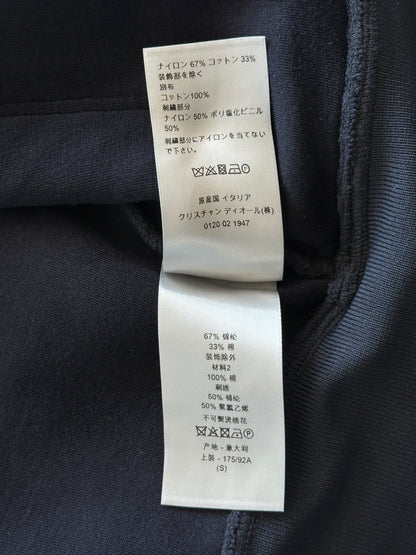 ナイロン 67% コットン 33%
装飾部を除く
別布
コットン100%
刺繍部分
ナイロン 50% ポリ塩化ビニル
50%
刺繍部分にアイロンを当てない
で下さい。
原産国 イタリア
クリスチャン ディオール(株)
0120 02 1947
67% 锦纶
33% 棉
装饰除外
材料2
100% 棉
刺绣
50% 锦纶
50% 聚氯乙烯
不可熨烫绣花
产地 - 意大利
上装 - 175/92A
(S)